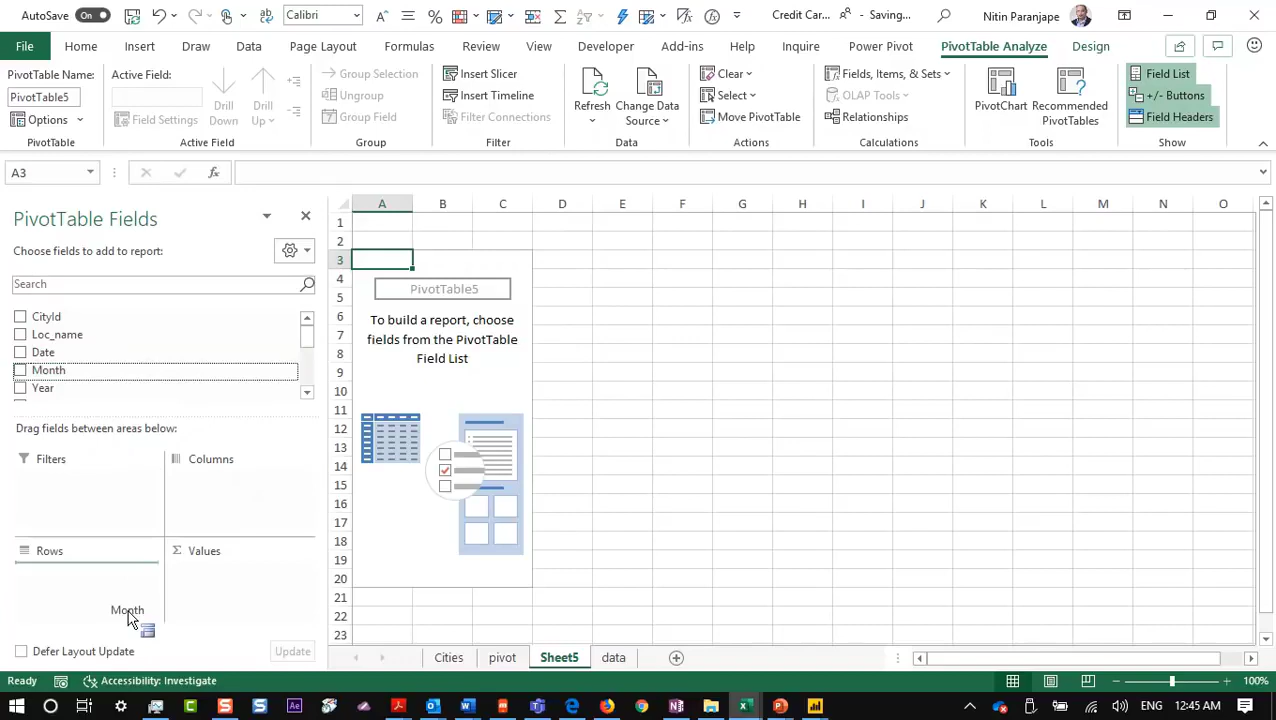 AutoSave On Calibri Credit Car... Saving... Nitin Paranjape
File Home Insert Draw Data Page Layout Formulas Review View Developer Add-ins Help Inquire Power Pivot PivotTable Analyze Design
PivotTable Name:
PivotTable5
Options
PivotTable
Active Field:
Field Settings
Drill Down
Drill Up
Active Field
Group Selection
Ungroup
Group Field
Group
Insert Slicer
Insert Timeline
Filter Connections
Filter
Refresh
Change Data Source
Data
Clear
Select
Move PivotTable
Actions
Fields, Items, & Sets
OLAP Tools
Relationships
Calculations
PivotChart
Recommended PivotTables
Tools
Field List
+/- Buttons
Field Headers
Show
A3 fx
PivotTable Fields
Choose fields to add to report:
Search
CityId
Loc_name
Date
Month
Year
Drag fields between areas below:
Filters
Columns
Rows
Σ Values
Month
Defer Layout Update
Update
A B C D E F G H I J K L M N O
1
2
3
4
5
6
7
8
9
10
11
12
13
14
15
16
17
18
19
20
21
22
23
PivotTable5
To build a report, choose
fields from the PivotTable
Field List
Cities pivot Sheet5 data
Ready Accessibility: Investigate 100%
ENG 12:45 AM